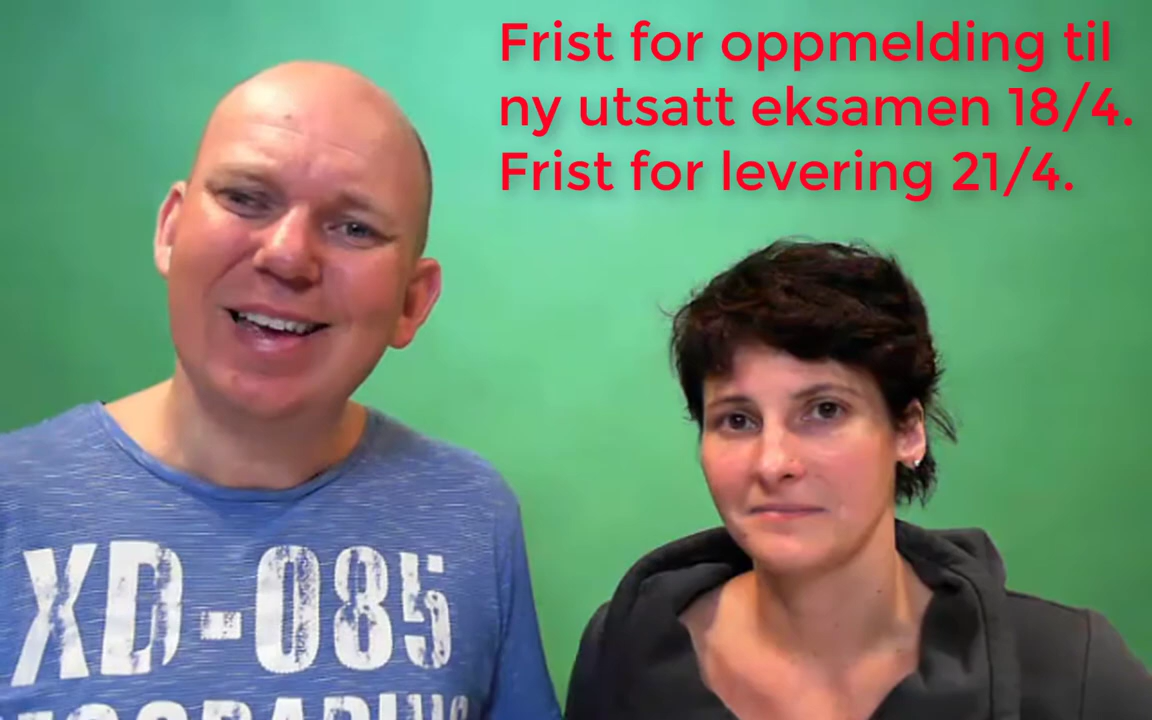 Frist for oppmelding til
ny utsatt eksamen 18/4.
Frist for levering 21/4.
XD-085